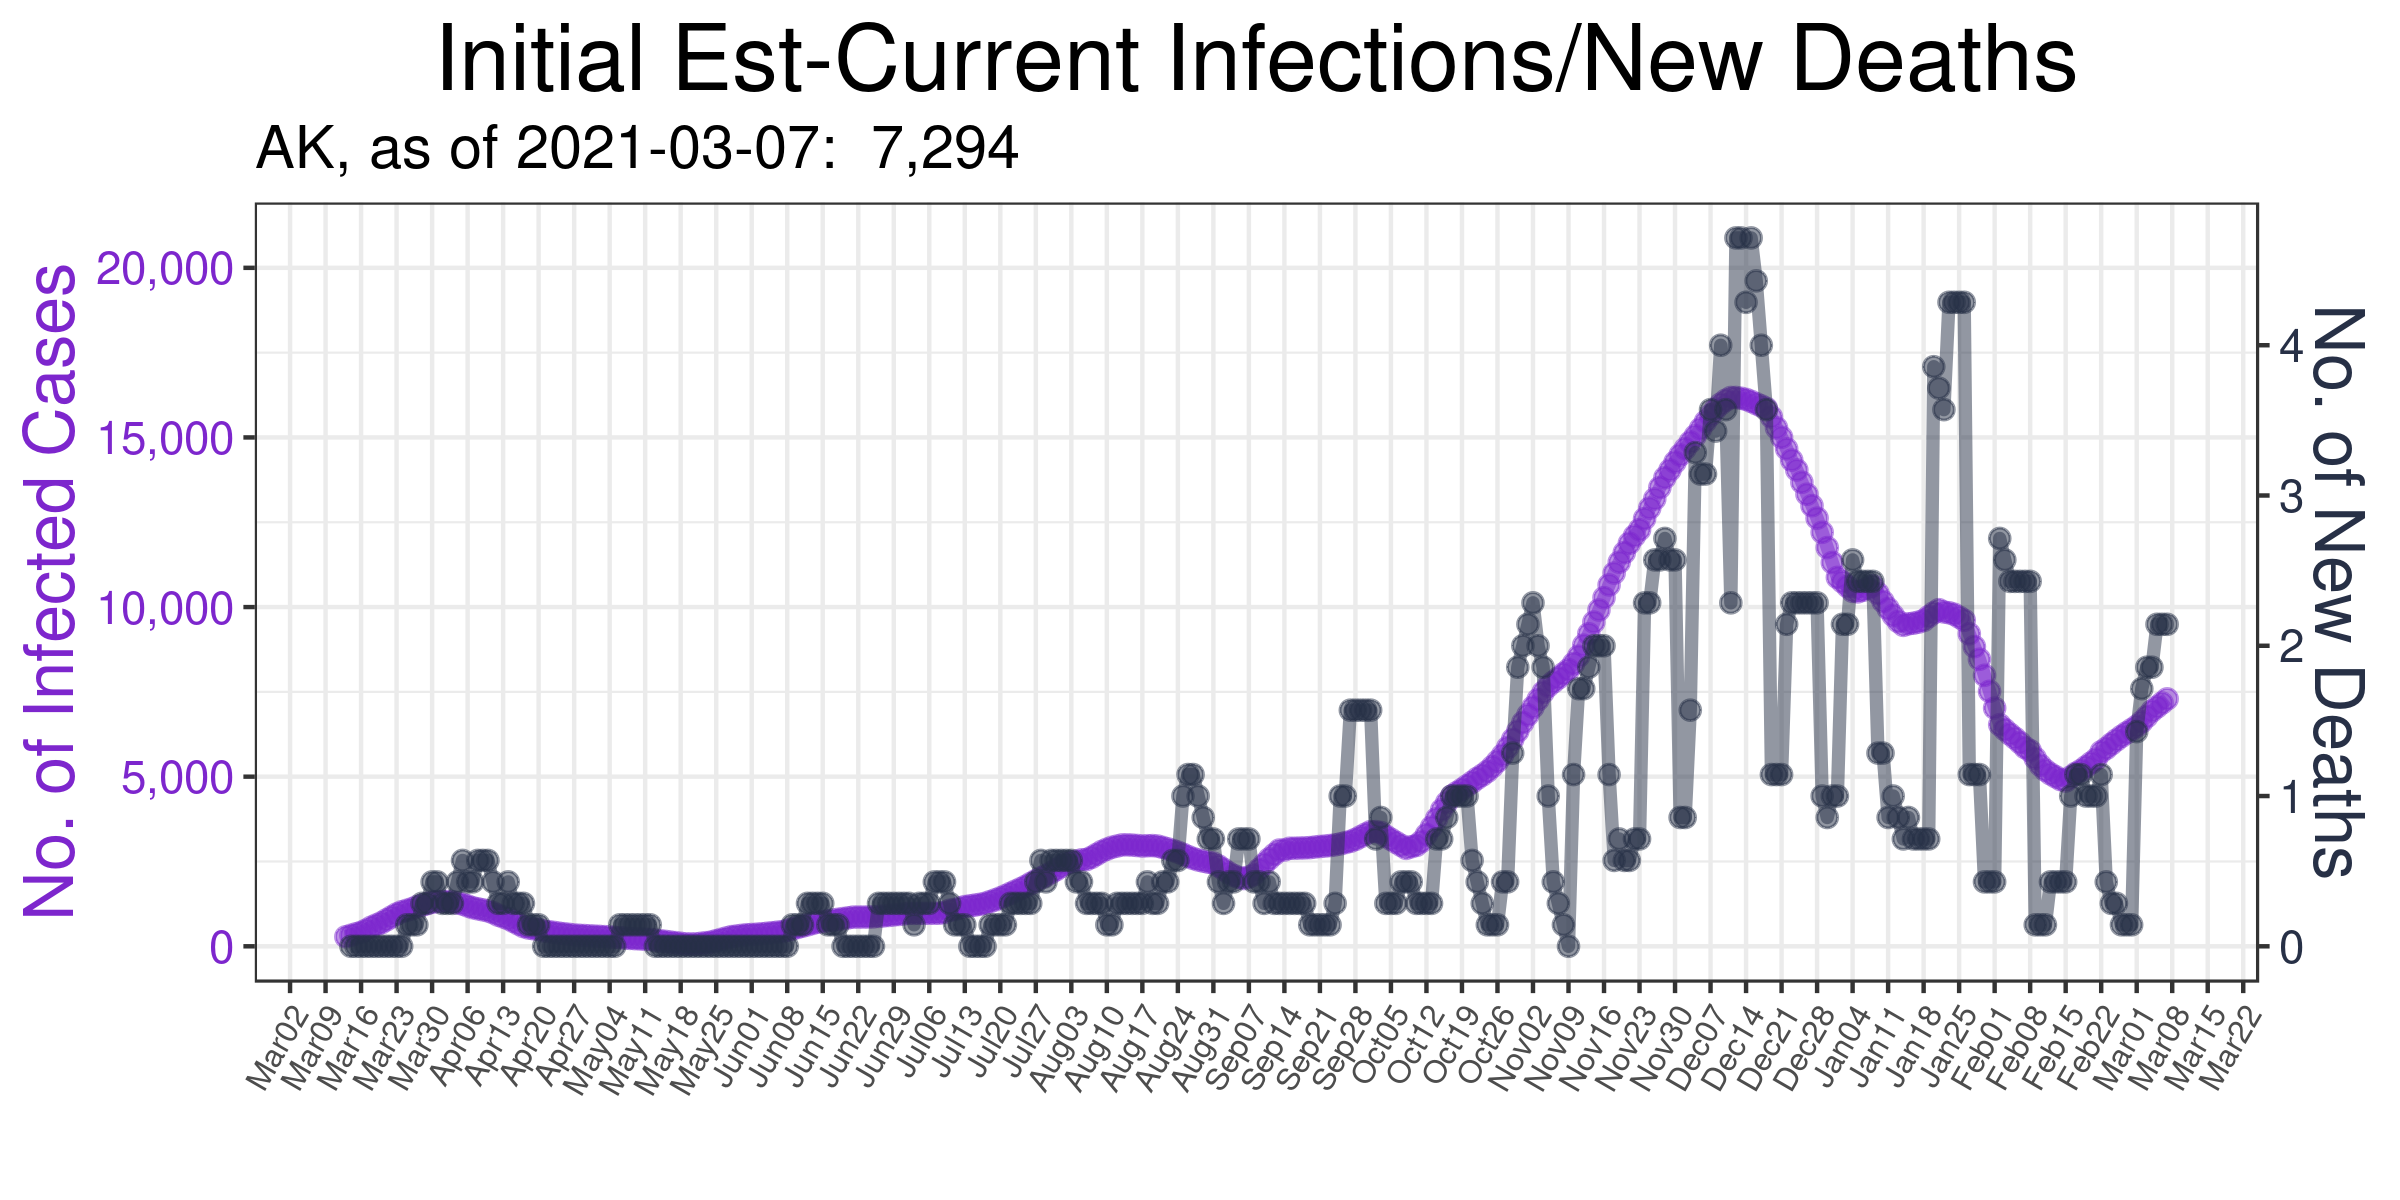 Initial Est-Current Infections/New Deaths
AK, as of 2021-03-07: 7,294
No. of Infected Cases
20,000
15,000
10,000
5,000
0
No. of New Deaths
4
3
2
1
0
Mar02
Mar09
Mar16
Mar23
Mar30
Apr06
Apr13
Apr20
Apr27
May04
May11
May18
May25
Jun01
Jun08
Jun15
Jun22
Jun29
Jul06
Jul13
Jul20
Jul27
Aug03
Aug10
Aug17
Aug24
Aug31
Sep07
Sep14
Sep21
Sep28
Oct05
Oct12
Oct19
Oct26
Nov02
Nov09
Nov16
Nov23
Nov30
Dec07
Dec14
Dec21
Dec28
Jan04
Jan11
Jan18
Jan25
Feb01
Feb08
Feb15
Feb22
Mar01
Mar08
Mar15
Mar22